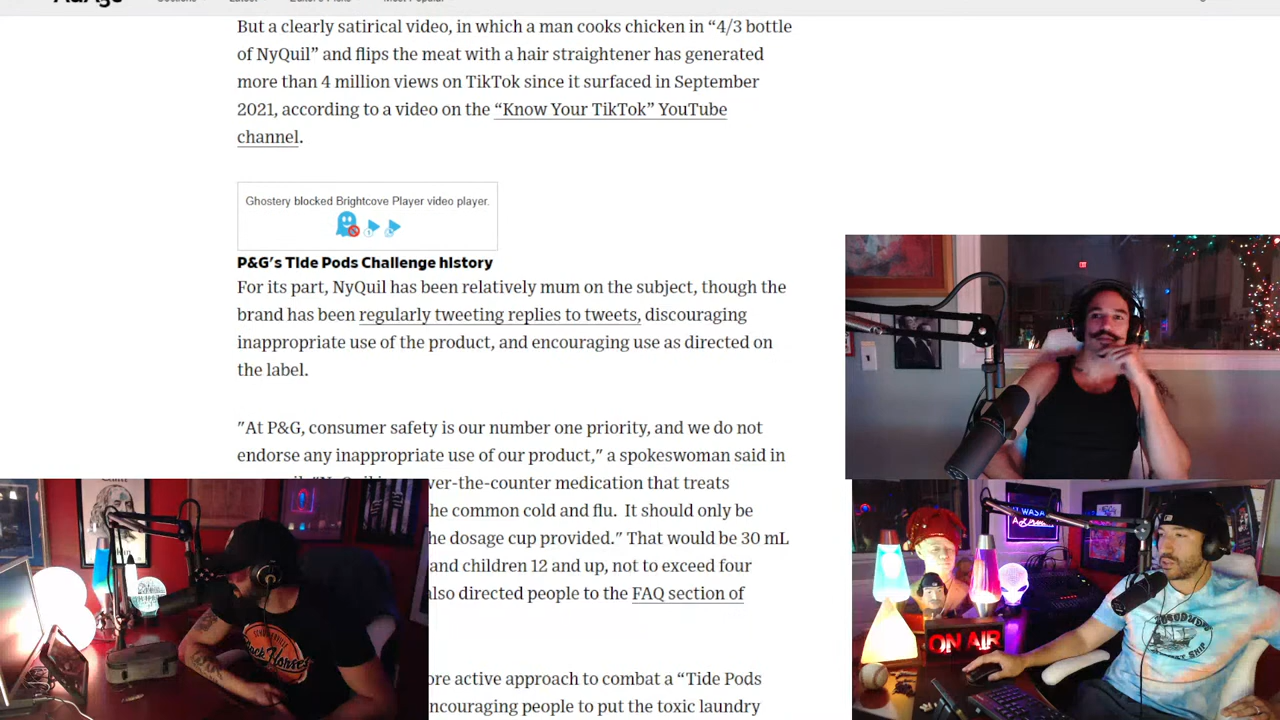 But a clearly satirical video, in which a man cooks chicken in “4/3 bottle
of NyQuil” and flips the meat with a hair straightener has generated
more than 4 million views on TikTok since it surfaced in September
2021, according to a video on the “Know Your TikTok” YouTube
channel.
Ghostery blocked Brightcove Player video player.
P&G's Tide Pods Challenge history
For its part, NyQuil has been relatively mum on the subject, though the
brand has been regularly tweeting replies to tweets, discouraging
inappropriate use of the product, and encouraging use as directed on
the label.
"At P&G, consumer safety is our number one priority, and we do not
endorse any inappropriate use of our product," a spokeswoman said in
over-the-counter medication that treats
the common cold and flu. It should only be
the dosage cup provided.” That would be 30 mL
and children 12 and up, not to exceed four
also directed people to the FAQ section of
more active approach to combat a “Tide Pods
encouraging people to put the toxic laundry
ON AIR